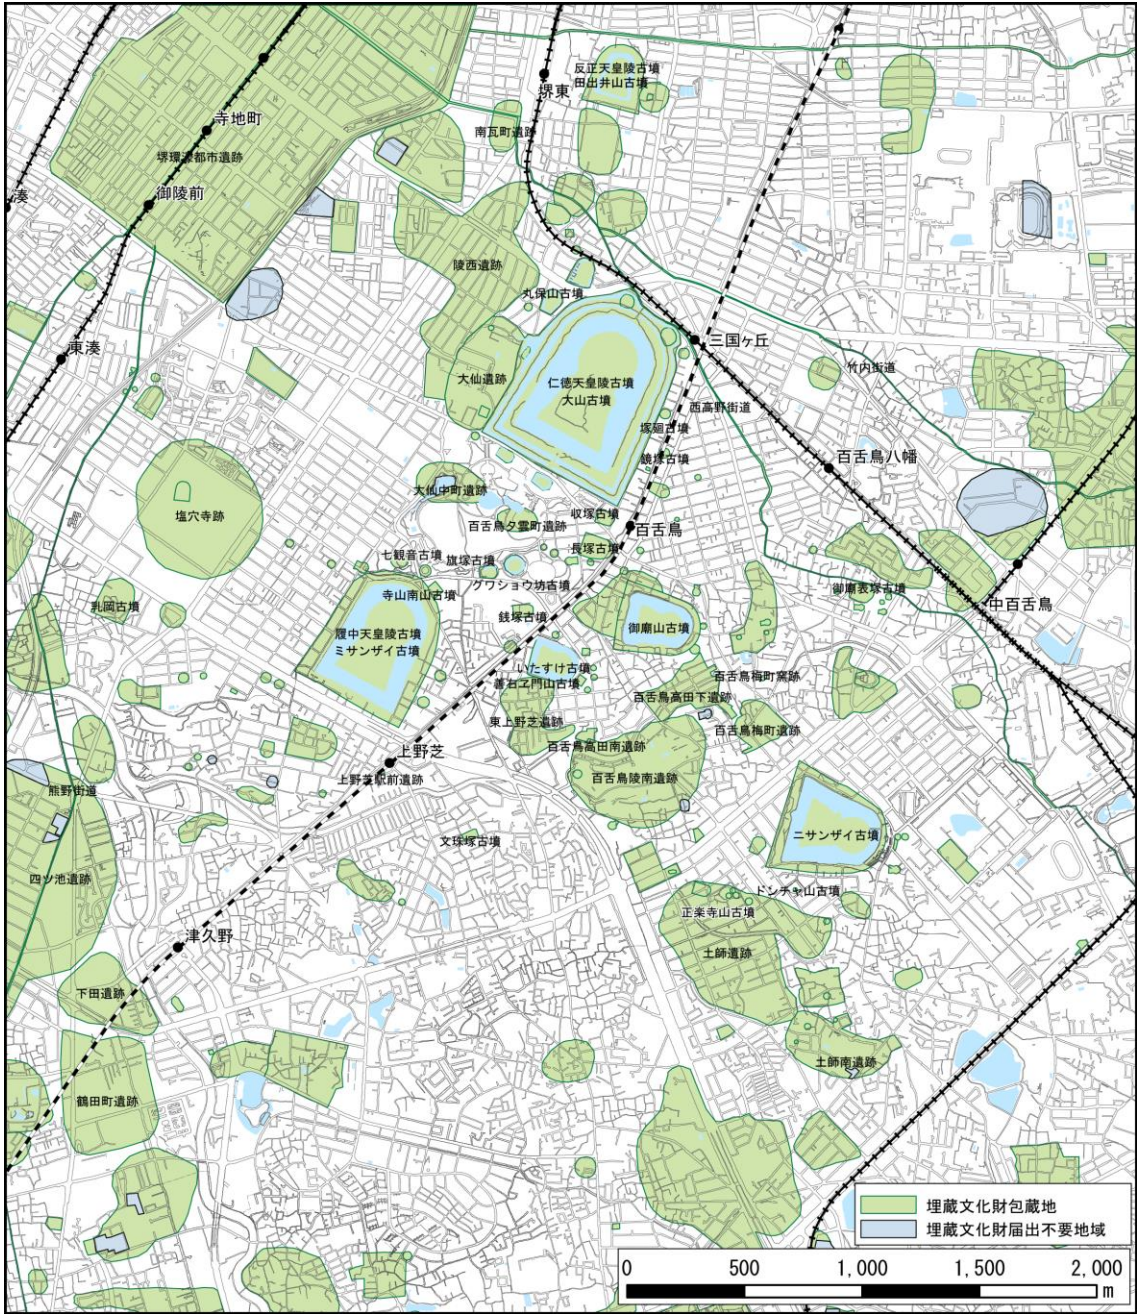 反正天皇陵古墳
田出井山古墳
堺東
寺地町
南瓦町遺跡
堺環濠都市遺跡
湊
御陵前
陵西遺跡
丸保山古墳
東湊
三国ヶ丘
竹内街道
大仙遺跡
仁徳天皇陵古墳
大山古墳
西高野街道
塚廻古墳
鏡塚古墳
百舌鳥八幡
大仙中町遺跡
塩穴寺跡
収塚古墳
百舌鳥夕雲町遺跡
百舌鳥
長塚古墳
七観音古墳
旗塚古墳
グワショウ坊古墳
御廟表塚古墳
寺山南山古墳
乳岡古墳
中百舌鳥
銭塚古墳
御廟山古墳
履中天皇陵古墳
ミサンザイ古墳
いたすけ古墳
善右ヱ門山古墳
百舌鳥梅町窯跡
百舌鳥高田下遺跡
東上野芝遺跡
百舌鳥梅町遺跡
百舌鳥高田南遺跡
上野芝
上野芝駅前遺跡
百舌鳥陵南遺跡
熊野街道
ニサンザイ古墳
文珠塚古墳
四ツ池遺跡
ドンチャ山古墳
正楽寺山古墳
津久野
土師遺跡
下田遺跡
土師南遺跡
鶴田町遺跡
埋蔵文化財包蔵地
埋蔵文化財届出不要地域
0 500 1,000 1,500 2,000
m